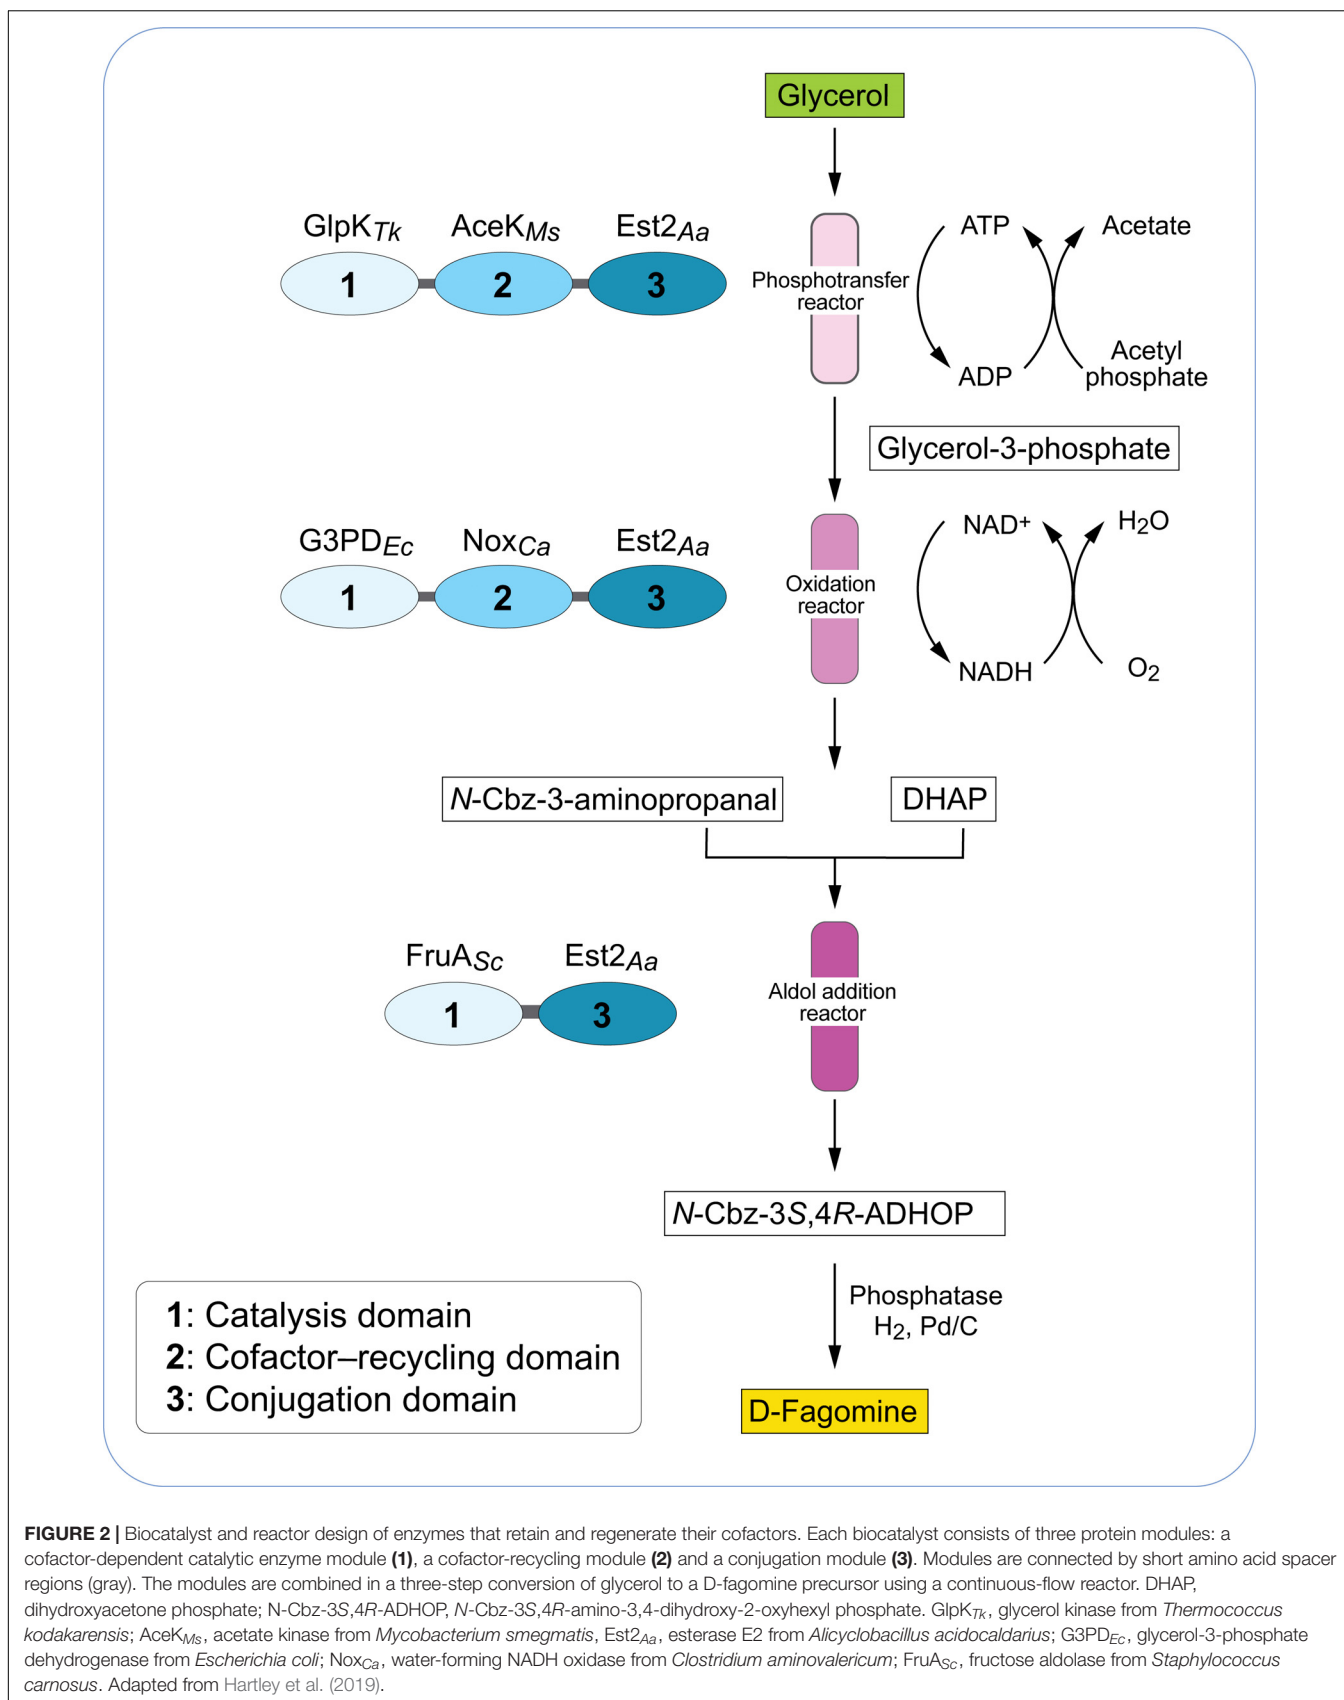 Glycerol
GlpKTk AceKMs Est2Aa
1 2 3
Phosphotransfer
reactor
ATP Acetate
ADP Acetyl
phosphate
Glycerol-3-phosphate
G3PDEc NoxCa Est2Aa
1 2 3
Oxidation
reactor
NAD+ H2O
NADH O2
N-Cbz-3-aminopropanal DHAP
FruASc Est2Aa
1 3
Aldol addition
reactor
N-Cbz-3S,4R-ADHOP
Phosphatase
H2, Pd/C
D-Fagomine
1: Catalysis domain
2: Cofactor–recycling domain
3: Conjugation domain
FIGURE 2 | Biocatalyst and reactor design of enzymes that retain and regenerate their cofactors. Each biocatalyst consists of three protein modules: a
cofactor-dependent catalytic enzyme module (1), a cofactor-recycling module (2) and a conjugation module (3). Modules are connected by short amino acid spacer
regions (gray). The modules are combined in a three-step conversion of glycerol to a D-fagomine precursor using a continuous-flow reactor. DHAP,
dihydroxyacetone phosphate; N-Cbz-3S,4R-ADHOP, N-Cbz-3S,4R-amino-3,4-dihydroxy-2-oxyhexyl phosphate. GlpKTk, glycerol kinase from Thermococcus
kodakarensis; AceKMs, acetate kinase from Mycobacterium smegmatis, Est2Aa, esterase E2 from Alicyclobacillus acidocaldarius; G3PDEc, glycerol-3-phosphate
dehydrogenase from Escherichia coli; NoxCa, water-forming NADH oxidase from Clostridium aminovalericum; FruASc, fructose aldolase from Staphylococcus
carnosus. Adapted from Hartley et al. (2019).